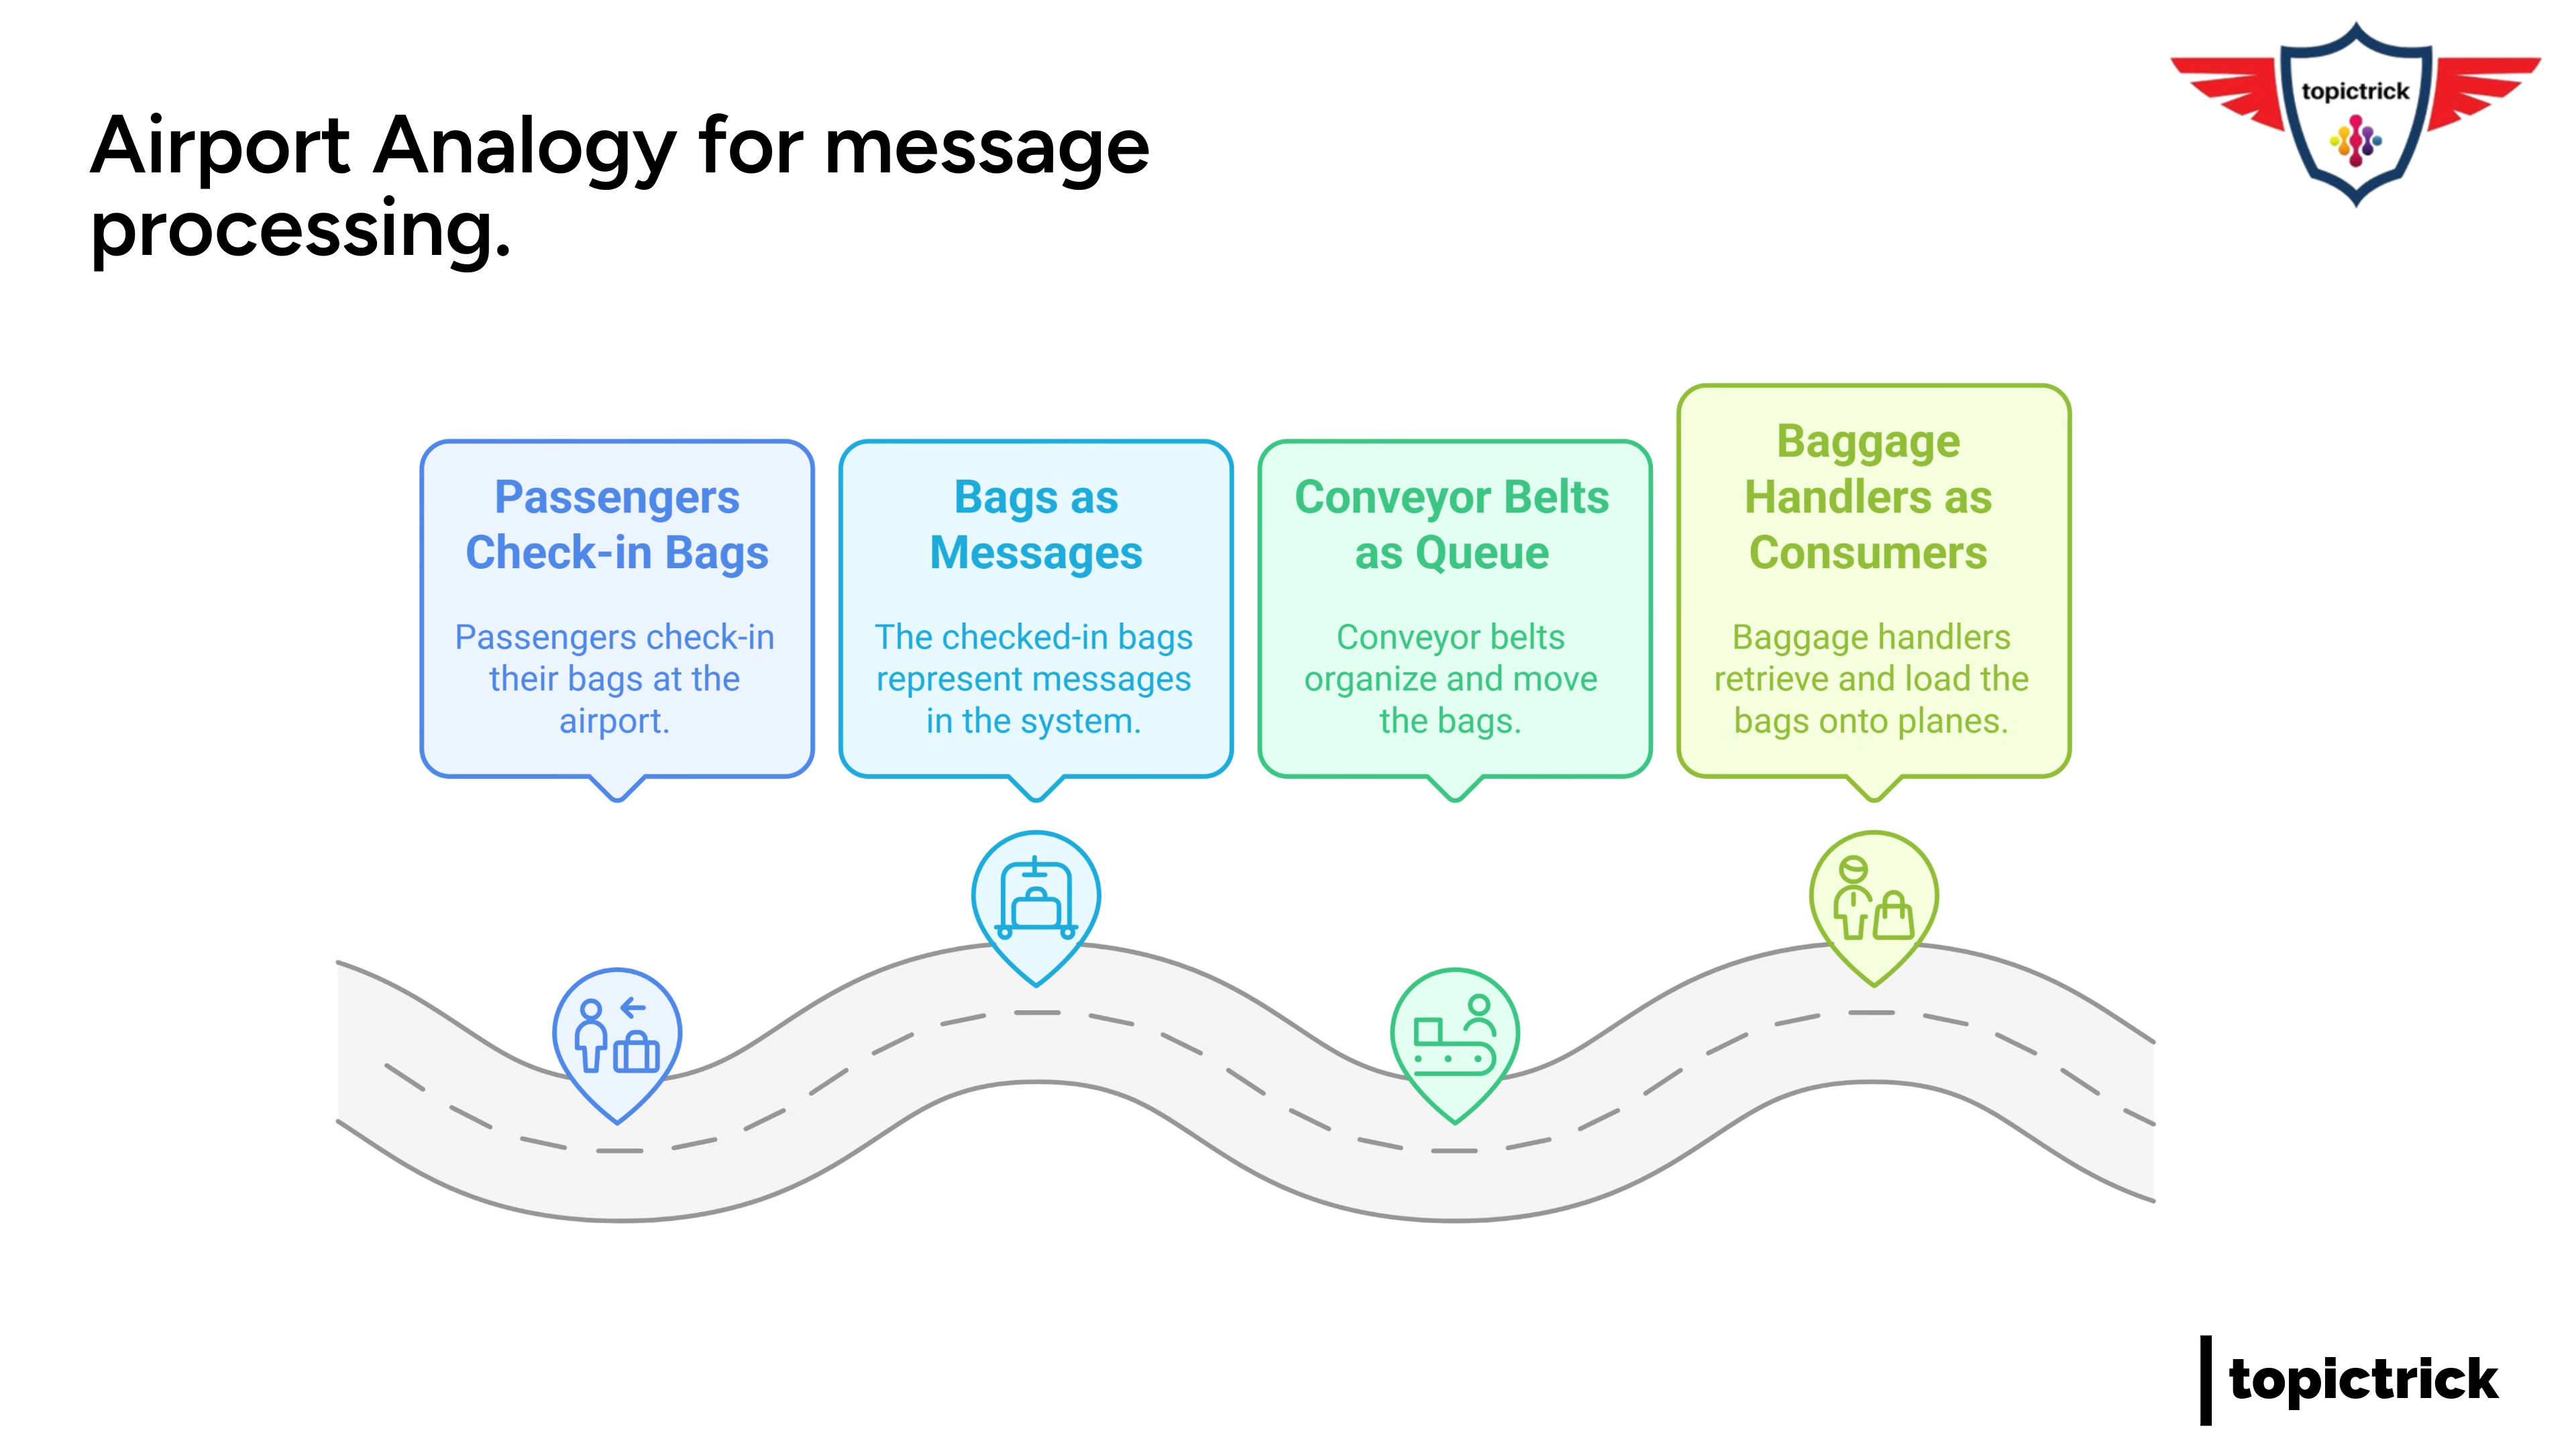 topictrick
Airport Analogy for message
processing.
Passengers
Check-in Bags
Passengers check-in
their bags at the
airport.
Bags as
Messages
The checked-in bags
represent messages
in the system.
Conveyor Belts
as Queue
Conveyor belts
organize and move
the bags.
Baggage
Handlers as
Consumers
Baggage handlers
retrieve and load the
bags onto planes.
topictrick